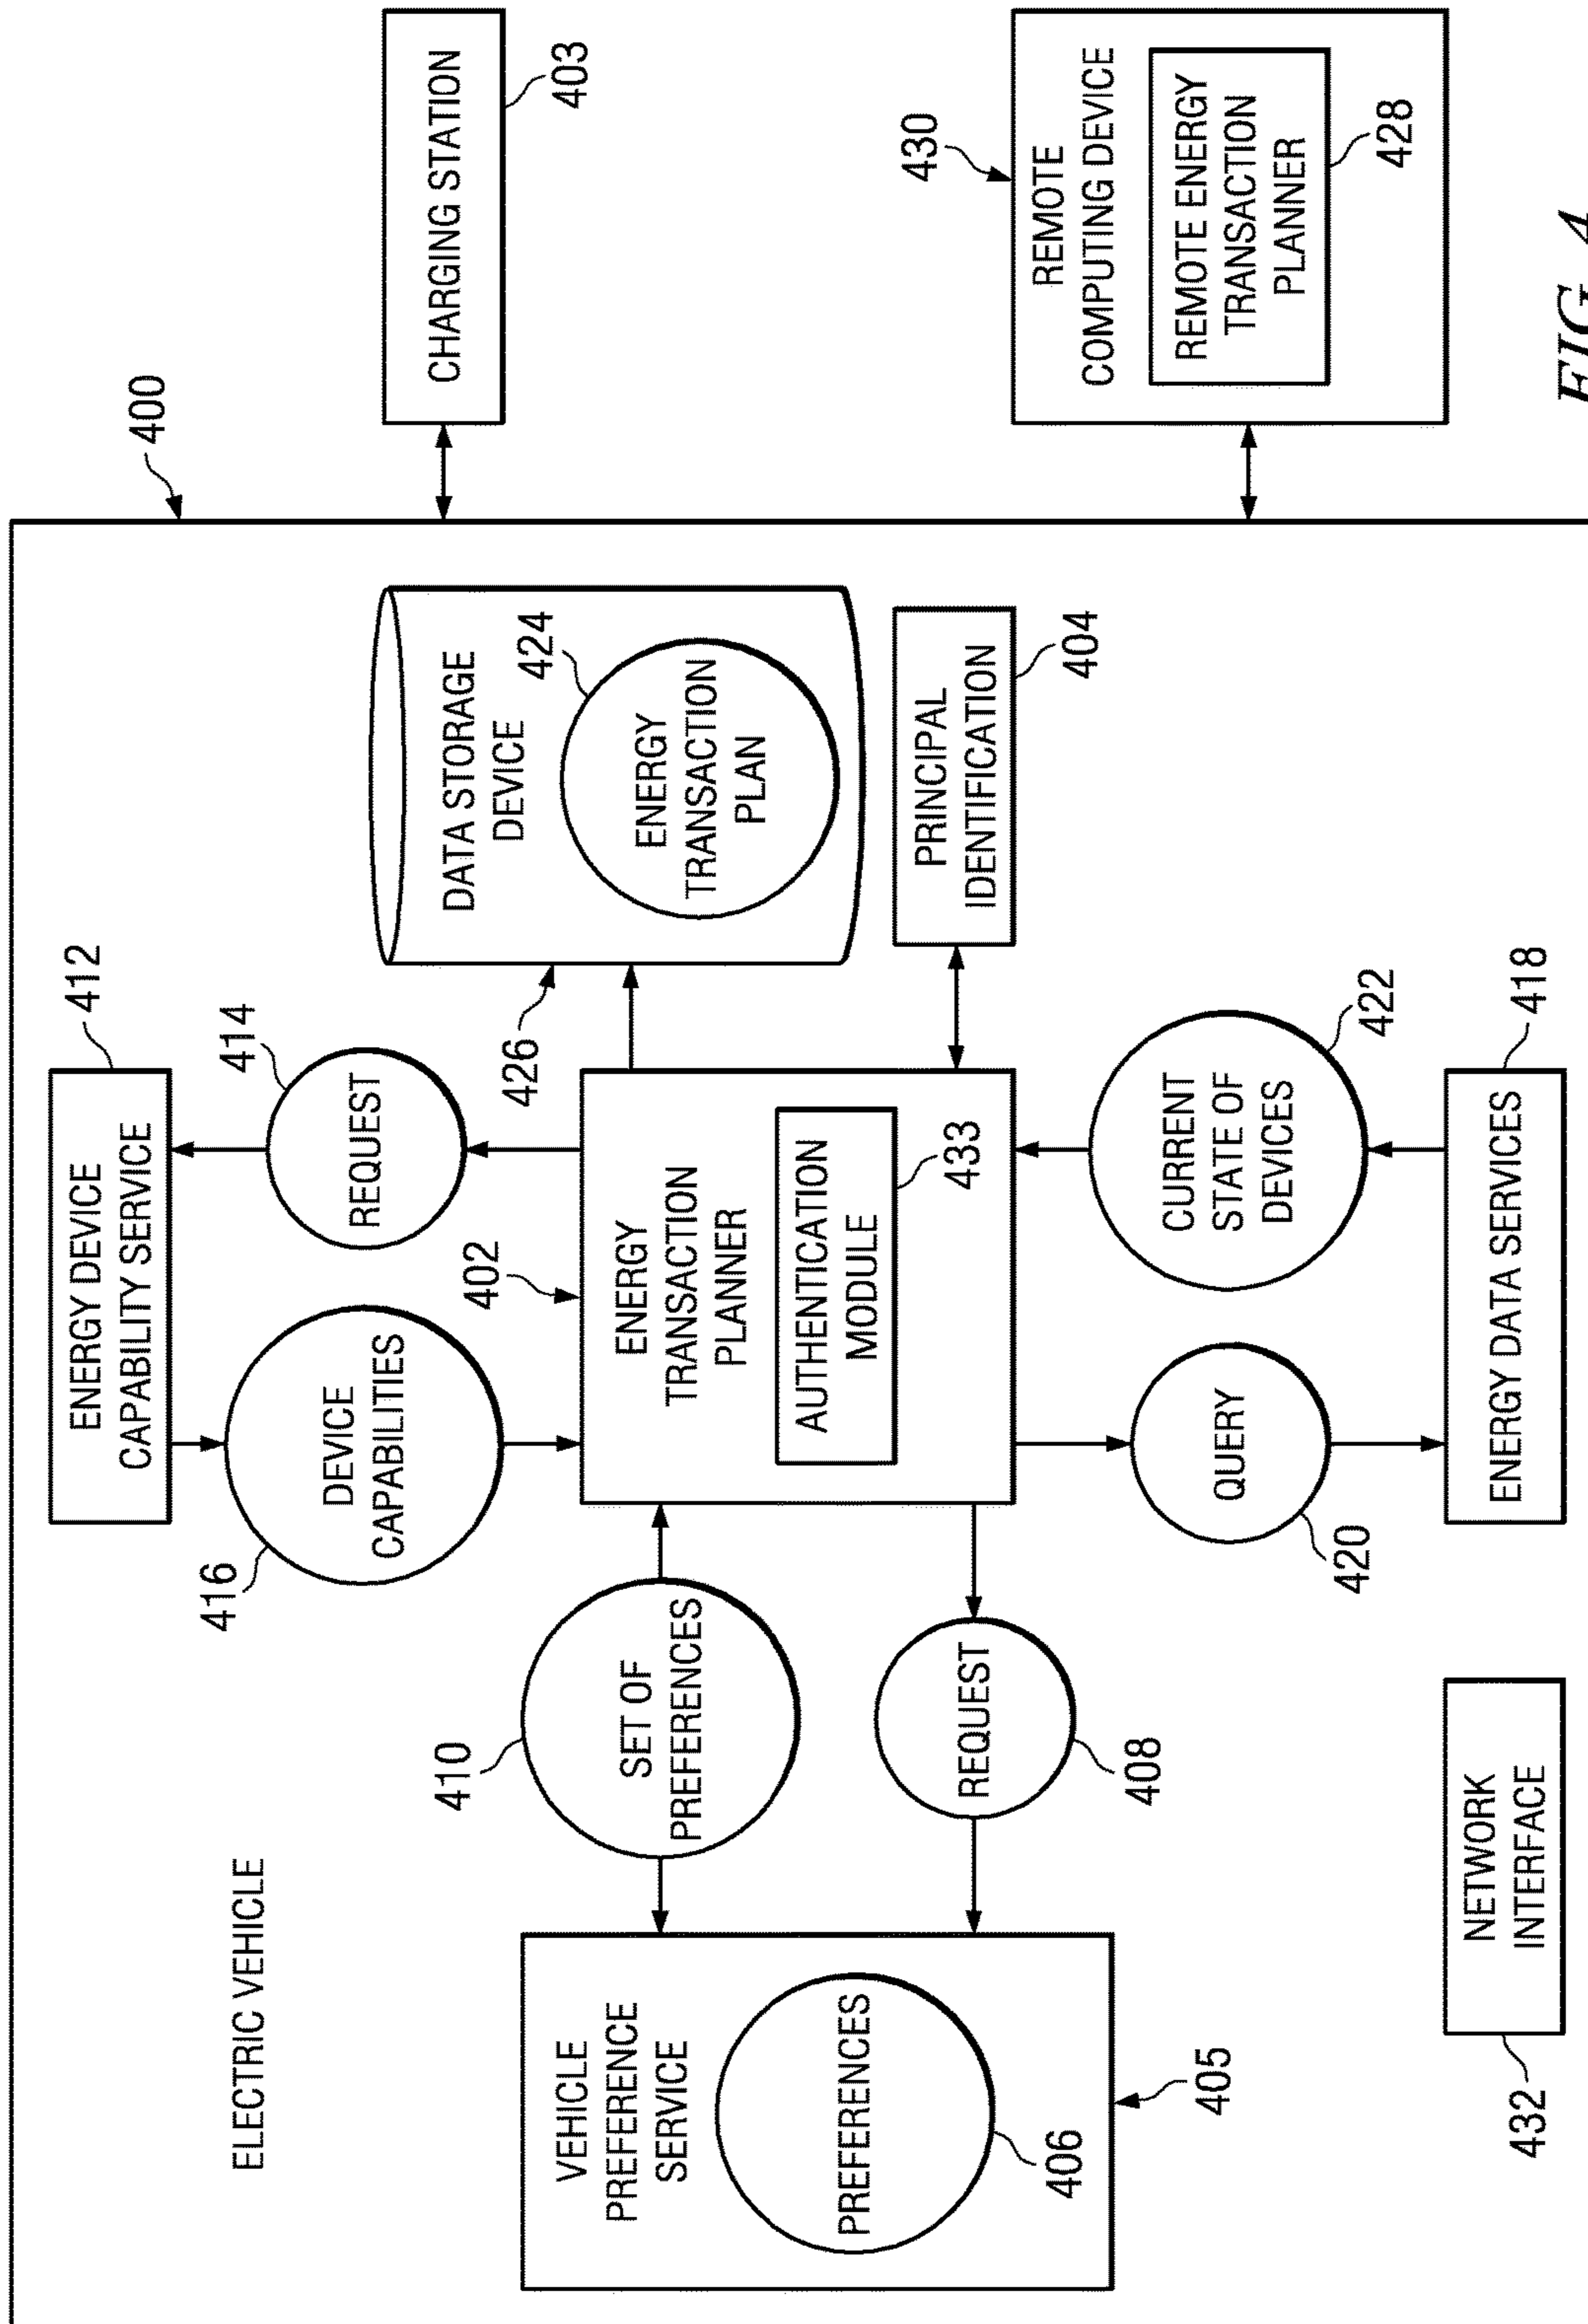 400
ELECTRIC VEHICLE
ENERGY DEVICE
CAPABILITY SERVICE
412
416
DEVICE
CAPABILITIES
REQUEST
414
410
SET OF
PREFERENCES
402
ENERGY
TRANSACTION
PLANNER
AUTHENTICATION
MODULE
433
426
DATA STORAGE
DEVICE
424
ENERGY
TRANSACTION
PLAN
VEHICLE
PREFERENCE
SERVICE
PREFERENCES
406
405
REQUEST
408
PRINCIPAL
IDENTIFICATION
404
QUERY
420
CURRENT
STATE OF
DEVICES
422
ENERGY DATA SERVICES
418
NETWORK
INTERFACE
432
CHARGING STATION
403
430
REMOTE
COMPUTING DEVICE
REMOTE ENERGY
TRANSACTION
PLANNER
428
FIG. 4